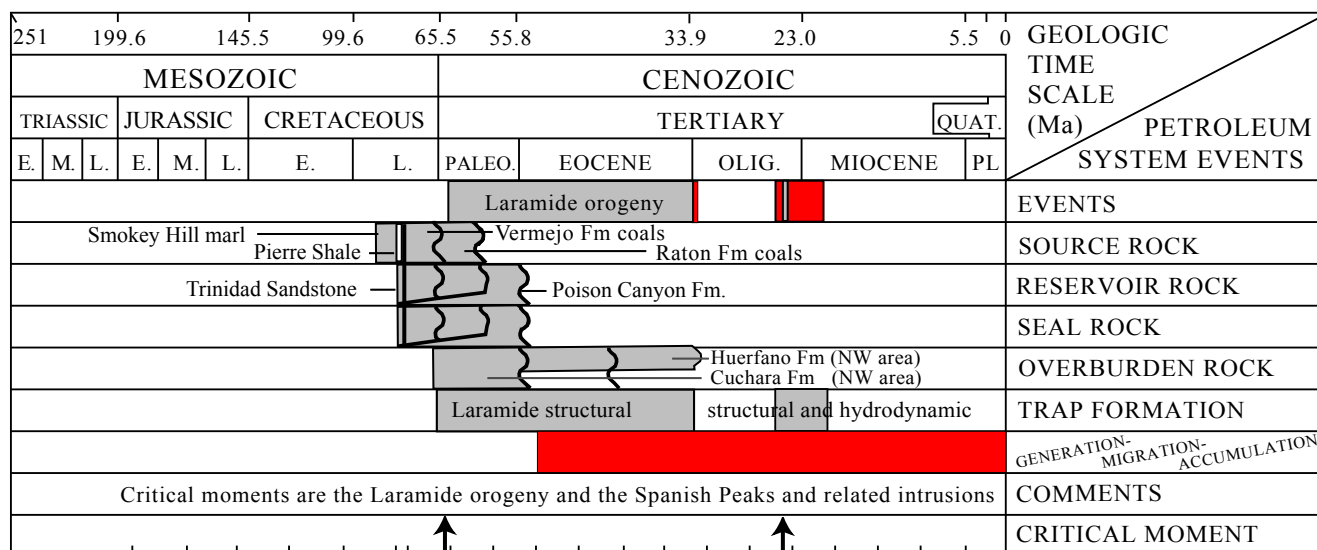 251 199.6 145.5 99.6 65.5 55.8 33.9 23.0 5.5 0
GEOLOGIC
TIME
SCALE
(Ma)
PETROLEUM
SYSTEM EVENTS
MESOZOIC CENOZOIC
TRIASSIC JURASSIC CRETACEOUS TERTIARY QUAT.
E. M. L. E. M. L. E. L. PALEO. EOCENE OLIG. MIOCENE PL
Laramide orogeny EVENTS
Smokey Hill marl Vermejo Fm coals
Pierre Shale Raton Fm coals SOURCE ROCK
Trinidad Sandstone Poison Canyon Fm. RESERVOIR ROCK
SEAL ROCK
Huerfano Fm (NW area)
Cuchara Fm (NW area) OVERBURDEN ROCK
Laramide structural structural and hydrodynamic TRAP FORMATION
GENERATION-
MIGRATION-
ACCUMULATION
Critical moments are the Laramide orogeny and the Spanish Peaks and related intrusions COMMENTS
CRITICAL MOMENT